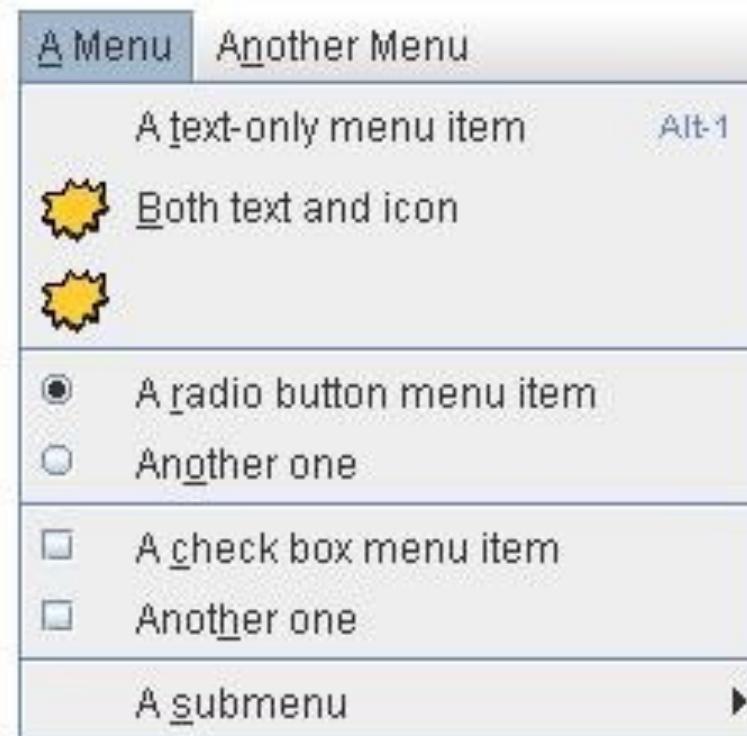 A Menu Another Menu
A text-only menu item Alt-1
Both text and icon
A radio button menu item
Another one
A check box menu item
Another one
A submenu